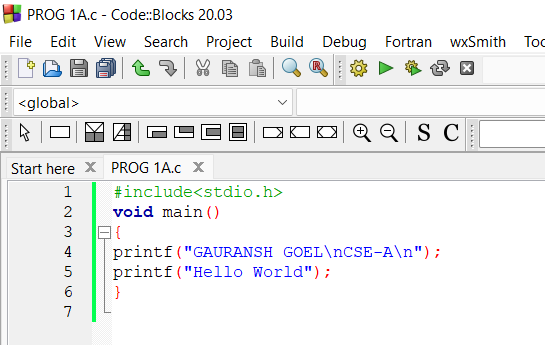 PROG 1A.c - Code::Blocks 20.03
File Edit View Search Project Build Debug Fortran wxSmith Too
<global>
S C
Start here X PROG 1A.c X
1 #include<stdio.h>
2 void main()
3 {
4 printf("GAURANSH GOEL\nCSE-A\n");
5 printf("Hello World");
6 }
7